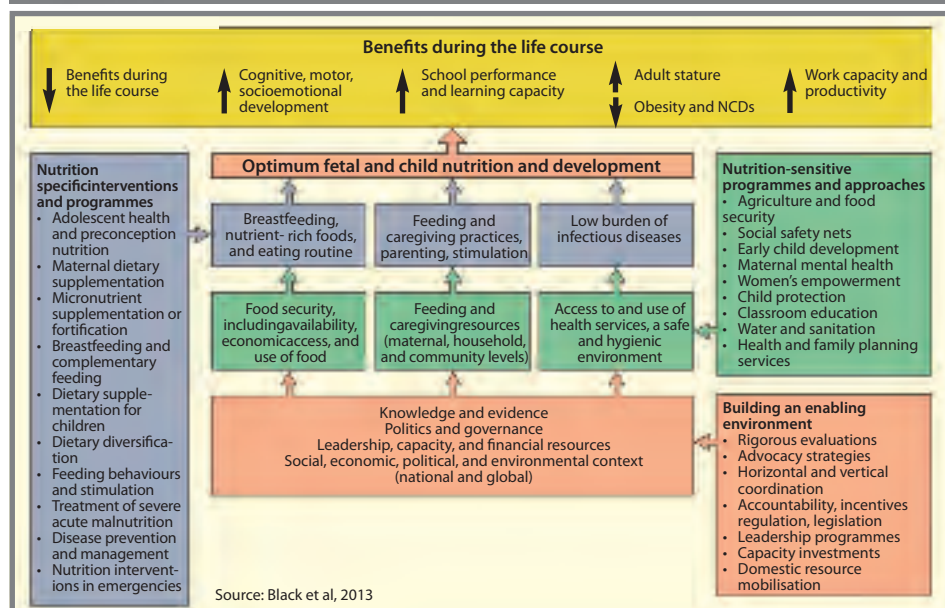 Benefits during the life course
Benefits during
the life course
Cognitive, motor,
socioemotional
development
School performance
and learning capacity
Adult stature
Obesity and NCDs
Work capacity and
productivity
Optimum fetal and child nutrition and development
Nutrition
specificinterventions
and programmes
• Adolescent health
and preconception
nutrition
• Maternal dietary
supplementation
• Micronutrient
supplementation or
fortification
• Breastfeeding and
complementary
feeding
• Dietary supple-
mentation for
children
• Dietary diversifica-
tion
• Feeding behaviours
and stimulation
• Treatment of severe
acute malnutrition
• Disease prevention
and management
• Nutrition intervent-
ions in emergencies
Breastfeeding,
nutrient- rich foods,
and eating routine
Feeding and
caregiving practices,
parenting, stimulation
Low burden of
infectious diseases
Food security,
includingavailability,
economicaccess, and
use of food
Feeding and
caregivingresources
(maternal, household,
and community levels)
Access to and use of
health services, a safe
and hygienic
environment
Knowledge and evidence
Politics and governance
Leadership, capacity, and financial resources
Social, economic, political, and environmental context
(national and global)
Nutrition-sensitive
programmes and approaches
• Agriculture and food
security
• Social safety nets
• Early child development
• Maternal mental health
• Women's empowerment
• Child protection
• Classroom education
• Water and sanitation
• Health and family planning
services
Building an enabling
environment
• Rigorous evaluations
• Advocacy strategies
• Horizontal and vertical
coordination
• Accountability, incentives
regulation, legislation
• Leadership programmes
• Capacity investments
• Domestic resource
mobilisation
Source: Black et al, 2013